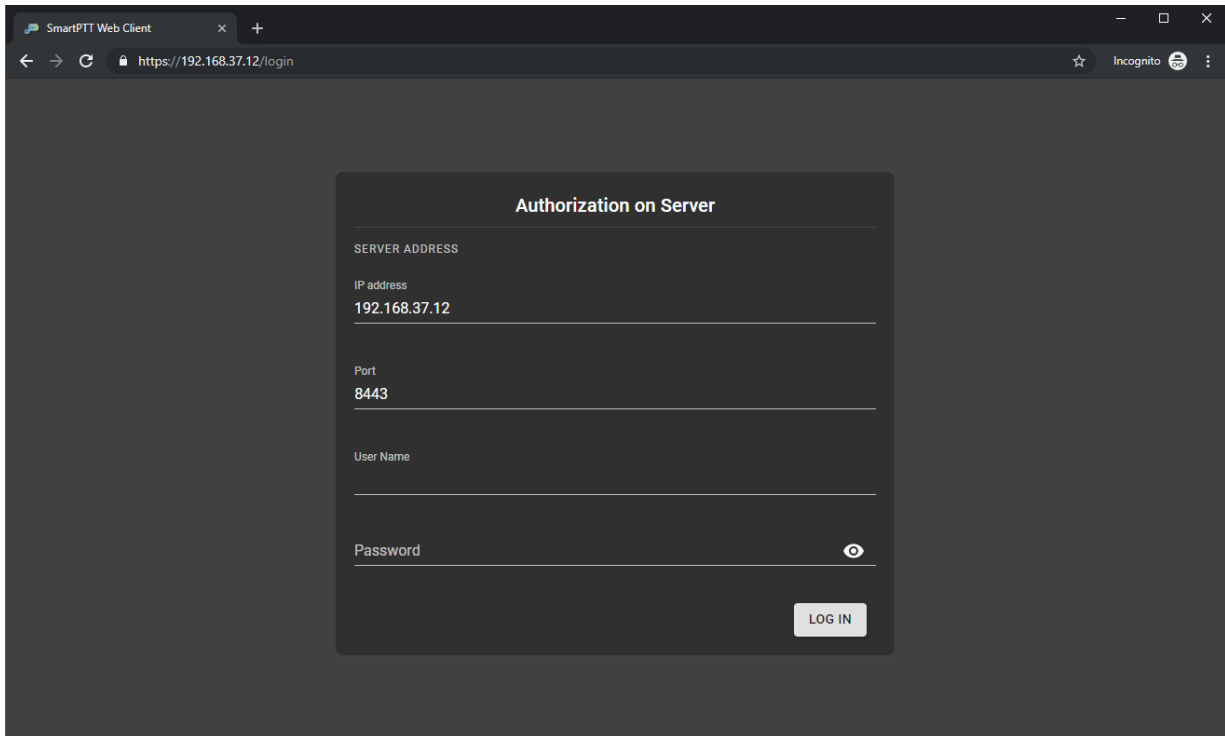 SmartPTT Web Client
https://192.168.37.12/login
Incognito
Authorization on Server
SERVER ADDRESS
IP address
192.168.37.12
Port
8443
User Name
Password
LOG IN